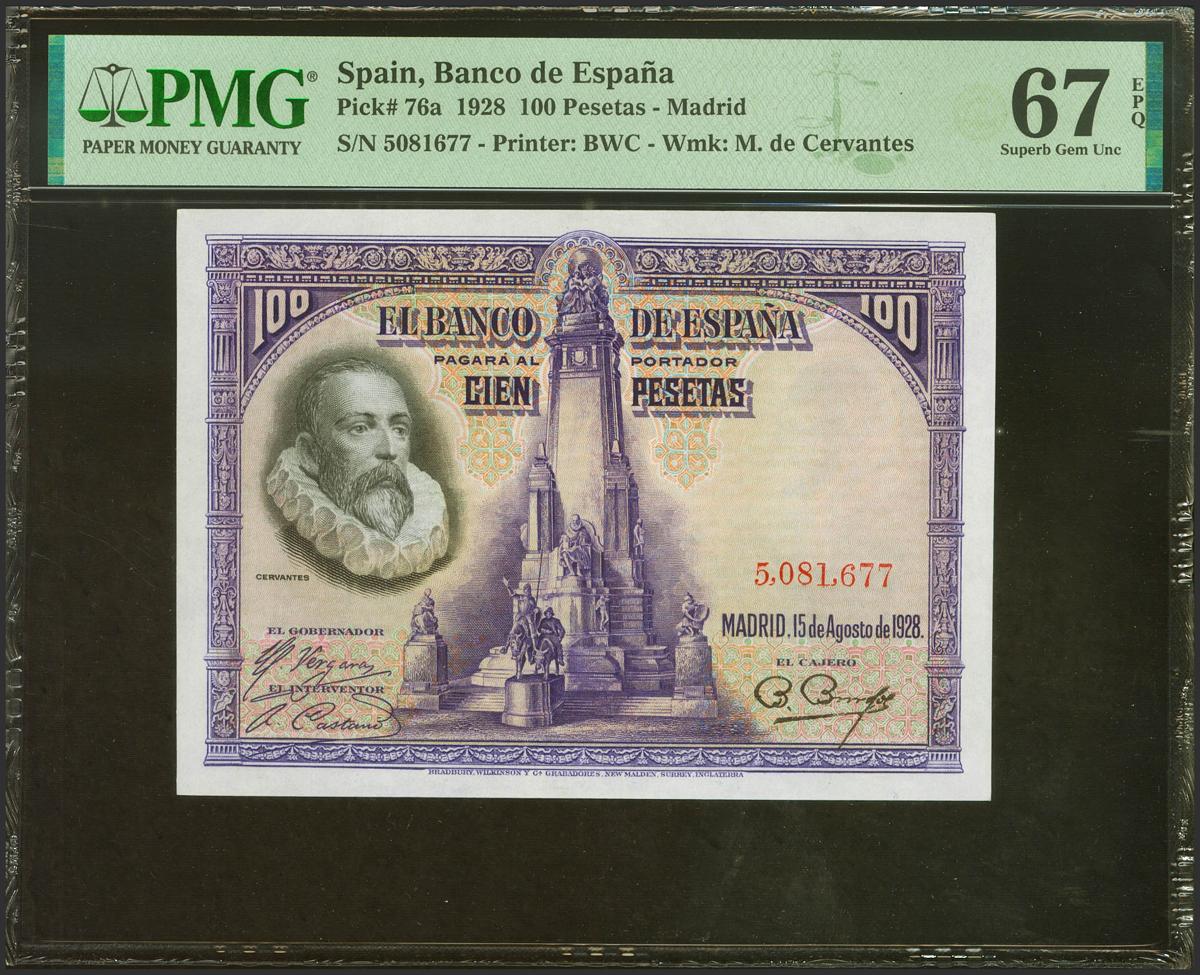 PMG®
PAPER MONEY GUARANTY
Spain, Banco de España
Pick# 76a 1928 100 Pesetas - Madrid
S/N 5081677 - Printer: BWC - Wmk: M. de Cervantes
67 EPQ
Superb Gem Unc
100 100
EL BANCO DE ESPAÑA
PAGARÁ AL PORTADOR
CIEN PESETAS
CERVANTES
5,081,677
MADRID, 15 de Agosto de 1928.
EL GOBERNADOR
Vergara
EL INTERVENTOR
A. Castaño
EL CAJERO
BRADBURY, WILKINSON Y Cª GRABADORES, NEW MALDEN, SURREY, INGLATERRA